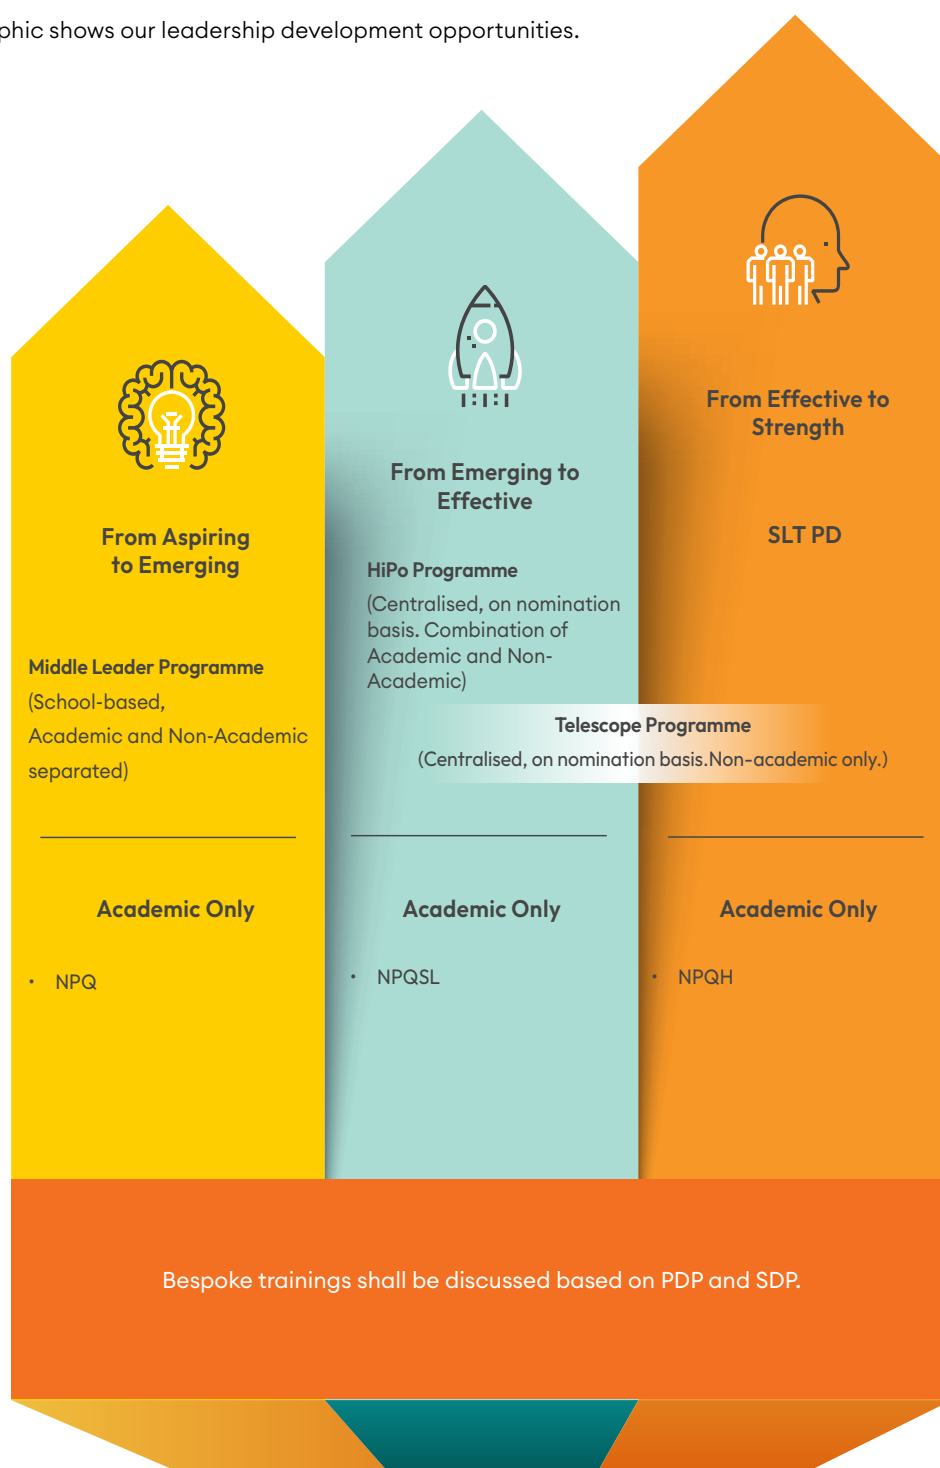 shows our leadership development opportunities.
From Aspiring
to Emerging
Middle Leader Programme
(School-based,
Academic and Non-Academic
separated)
Academic Only
• NPQ
From Emerging to
Effective
HiPo Programme
(Centralised, on nomination
basis. Combination of
Academic and Non-
Academic)
Telescope Programme
(Centralised, on nomination basis.Non-academic only.)
Academic Only
• NPQSL
From Effective to
Strength
SLT PD
Academic Only
• NPQH
Bespoke trainings shall be discussed based on PDP and SDP.